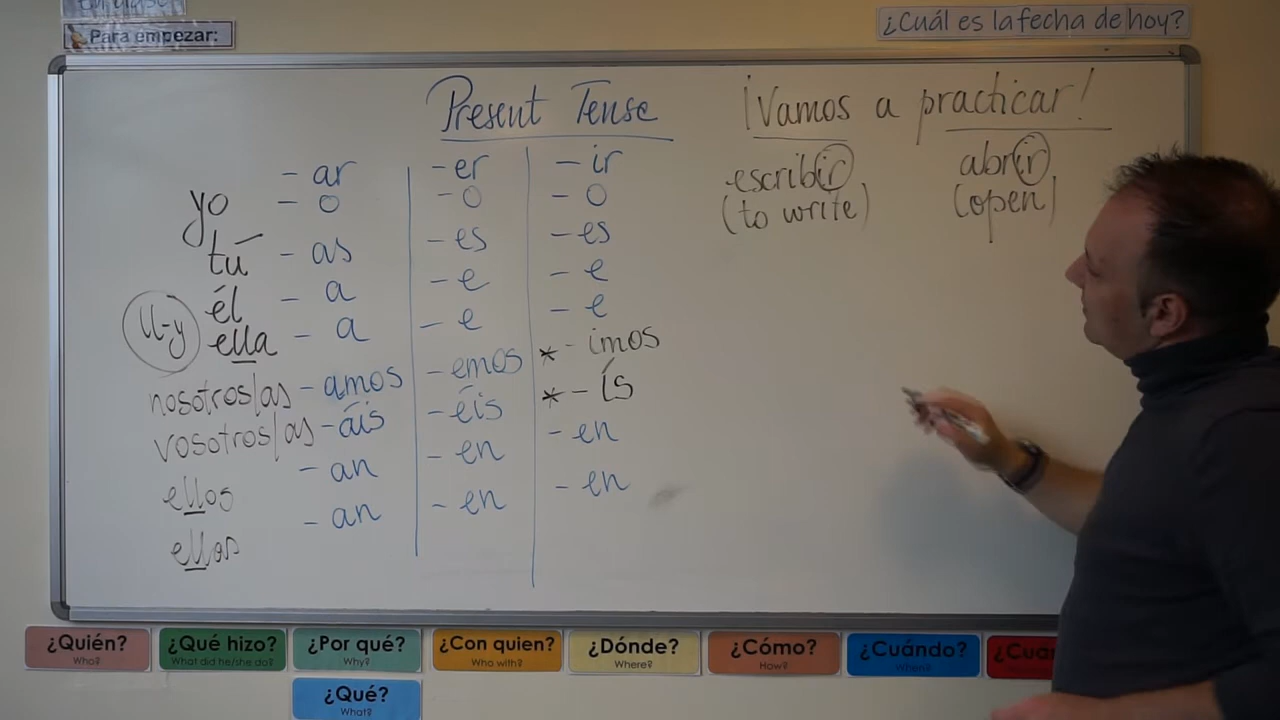 Para empezar:
¿Cuál es la fecha de hoy?
Present Tense
-ar -er -ir
yo -o -o -o
tú -as -es -es
él -a -e -e
ella -a -e -e
ll-y
nosotros/as -amos -emos * -imos
vosotros/as -áis -éis * -ís
ellos -an -en -en
ellas -an -en -en
¡Vamos a practicar!
escribir abrir
(to write) (open)
¿Quién? ¿Qué hizo? ¿Por qué? ¿Con quien? ¿Dónde? ¿Cómo? ¿Cuándo?
Who? What did he/she do? Why? Who with? Where? How? When?
¿Qué?
What?